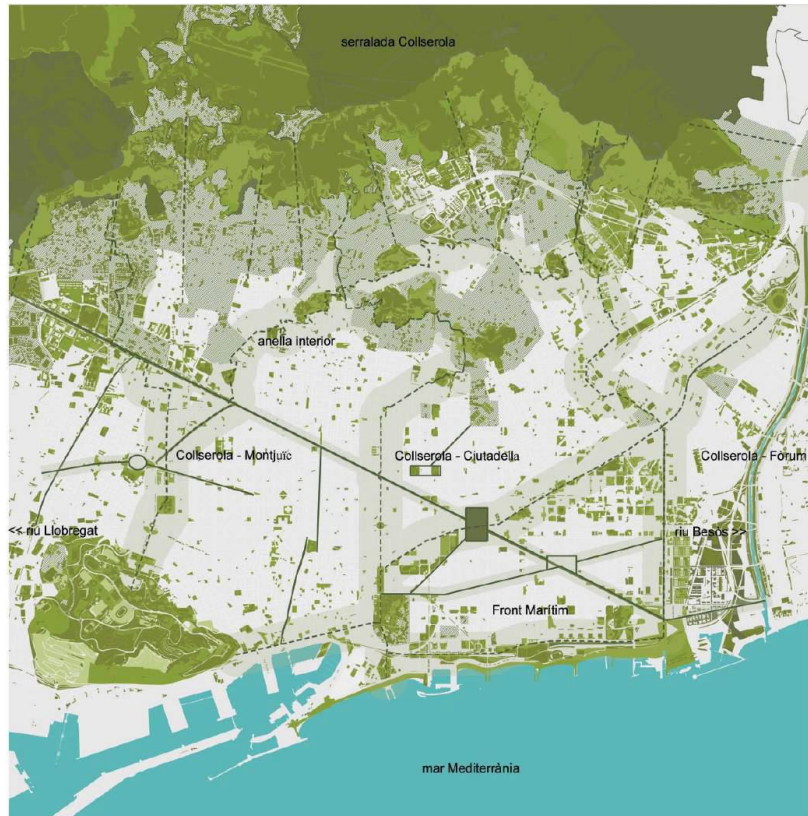 serralada Collserola
anella interior
Collserola - Montjuïc
Collserola - Ciutadella
Collserola - Fòrum
<< riu Llobregat
riu Besòs >>
Front Marítim
mar Mediterrània